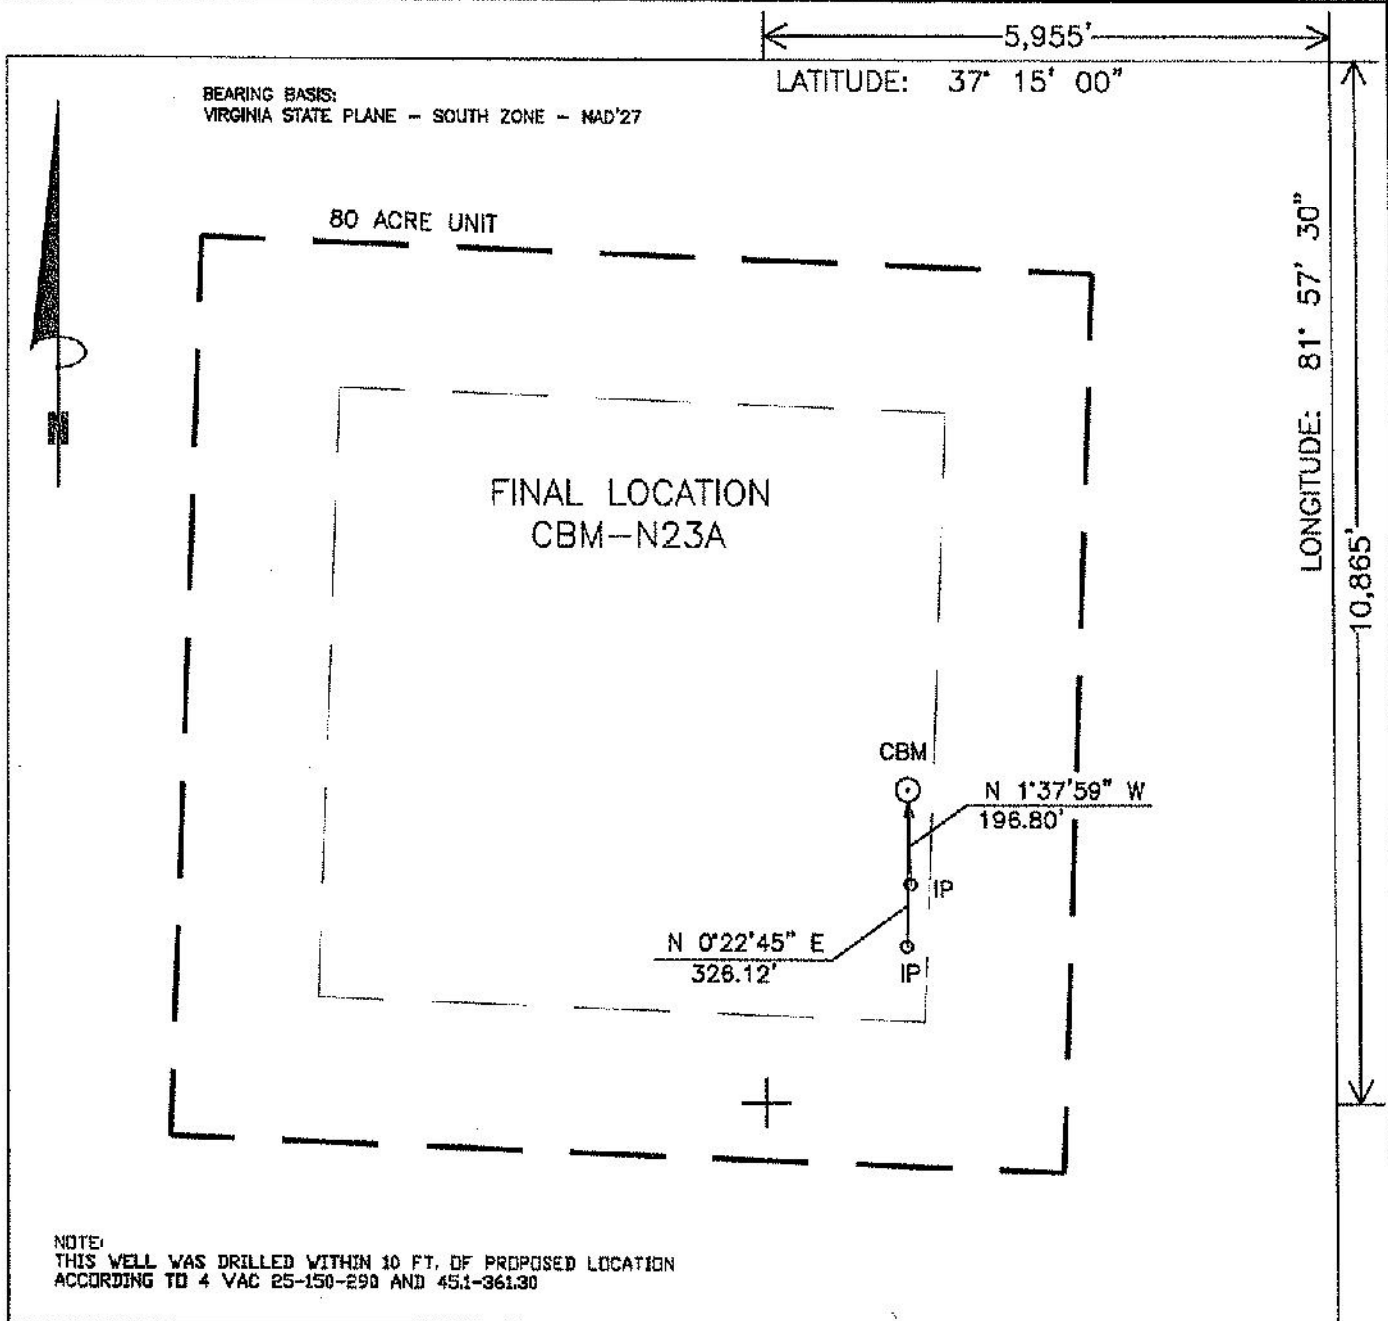 5,955'
LATITUDE: 37° 15' 00"
BEARING BASIS:
VIRGINIA STATE PLANE - SOUTH ZONE - NAD'27
80 ACRE UNIT
LONGITUDE: 81° 57' 30"
10,865'
FINAL LOCATION
CBM-N23A
CBM
N 1°37'59" W
196.80'
IP
N 0°22'45" E
326.12'
IP
NOTE:
THIS WELL WAS DRILLED WITHIN 10 FT. OF PROPOSED LOCATION
ACCORDING TO 4 VAC 25-150-290 AND 45.1-361.30